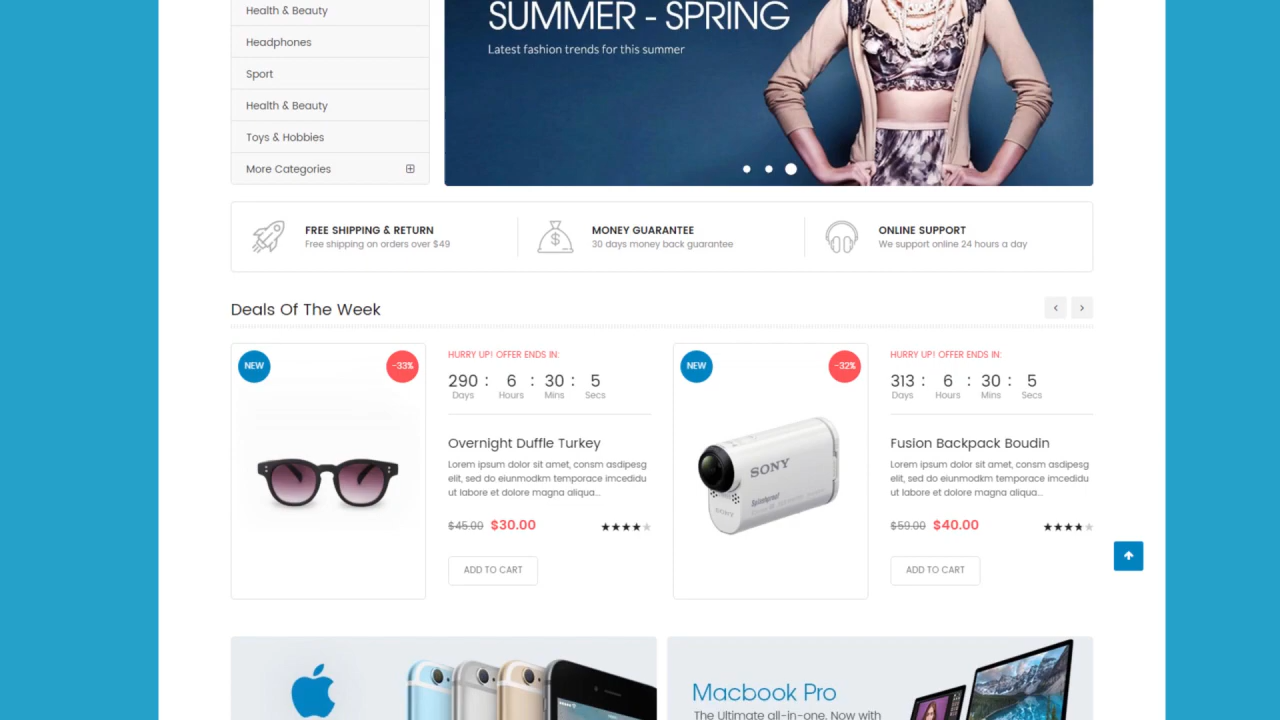 Health & Beauty
Headphones
Sport
Health & Beauty
Toys & Hobbies
More Categories
SUMMER - SPRING
Latest fashion trends for this summer
FREE SHIPPING & RETURN
Free shipping on orders over $49
MONEY GUARANTEE
30 days money back guarantee
ONLINE SUPPORT
We support online 24 hours a day
Deals Of The Week
NEW
-33%
HURRY UP! OFFER ENDS IN:
290 : 6 : 30 : 5
Days Hours Mins Secs
Overnight Duffle Turkey
Lorem ipsum dolor sit amet, consm asdipesg
elit, sed do eiunmodkm temporace imcedidu
ut labore et dolore magna aliqua...
$45.00 $30.00
ADD TO CART
NEW
-32%
SONY
HURRY UP! OFFER ENDS IN:
313 : 6 : 30 : 5
Days Hours Mins Secs
Fusion Backpack Boudin
Lorem ipsum dolor sit amet, consm asdipesg
elit, sed do eiunmodkm temporace imcedidu
ut labore et dolore magna aliqua...
$59.00 $40.00
ADD TO CART
Macbook Pro
The Ultimate all-in-one. Now with